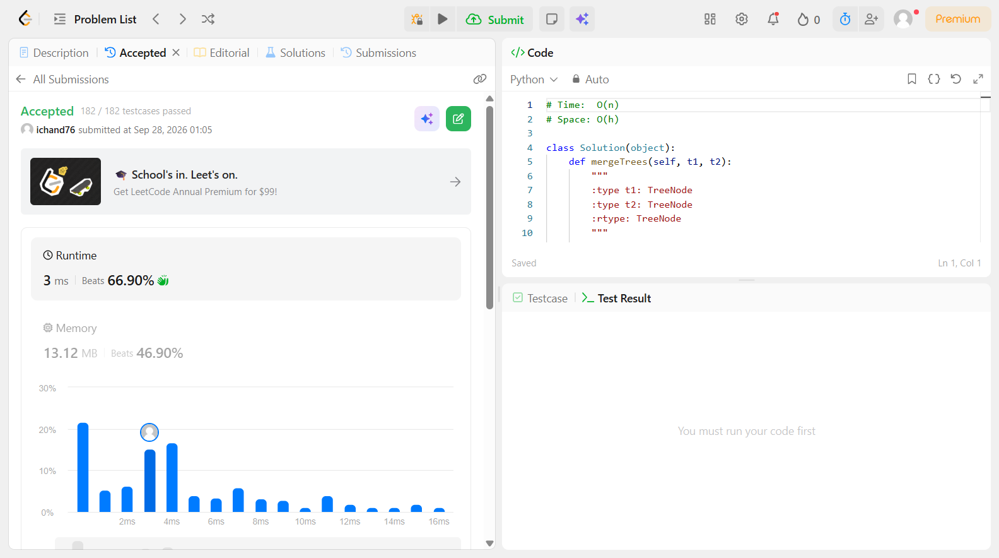 Problem List
Submit
0
Premium
Description
Accepted
Editorial
Solutions
Submissions
All Submissions
Accepted 182 / 182 testcases passed
ichand76 submitted at Sep 28, 2026 01:05
School's in. Leet's on.
Get LeetCode Annual Premium for $99!
Runtime
3 ms Beats 66.90%
Memory
13.12 MB Beats 46.90%
30%
20%
10%
0%
2ms 4ms 6ms 8ms 10ms 12ms 14ms 16ms
</> Code
Python Auto
1 # Time:  O(n)
2 # Space: O(h)
3
4 class Solution(object):
5     def mergeTrees(self, t1, t2):
6         """
7         :type t1: TreeNode
8         :type t2: TreeNode
9         :rtype: TreeNode
10         """
Saved
Ln 1, Col 1
Testcase
Test Result
You must run your code first